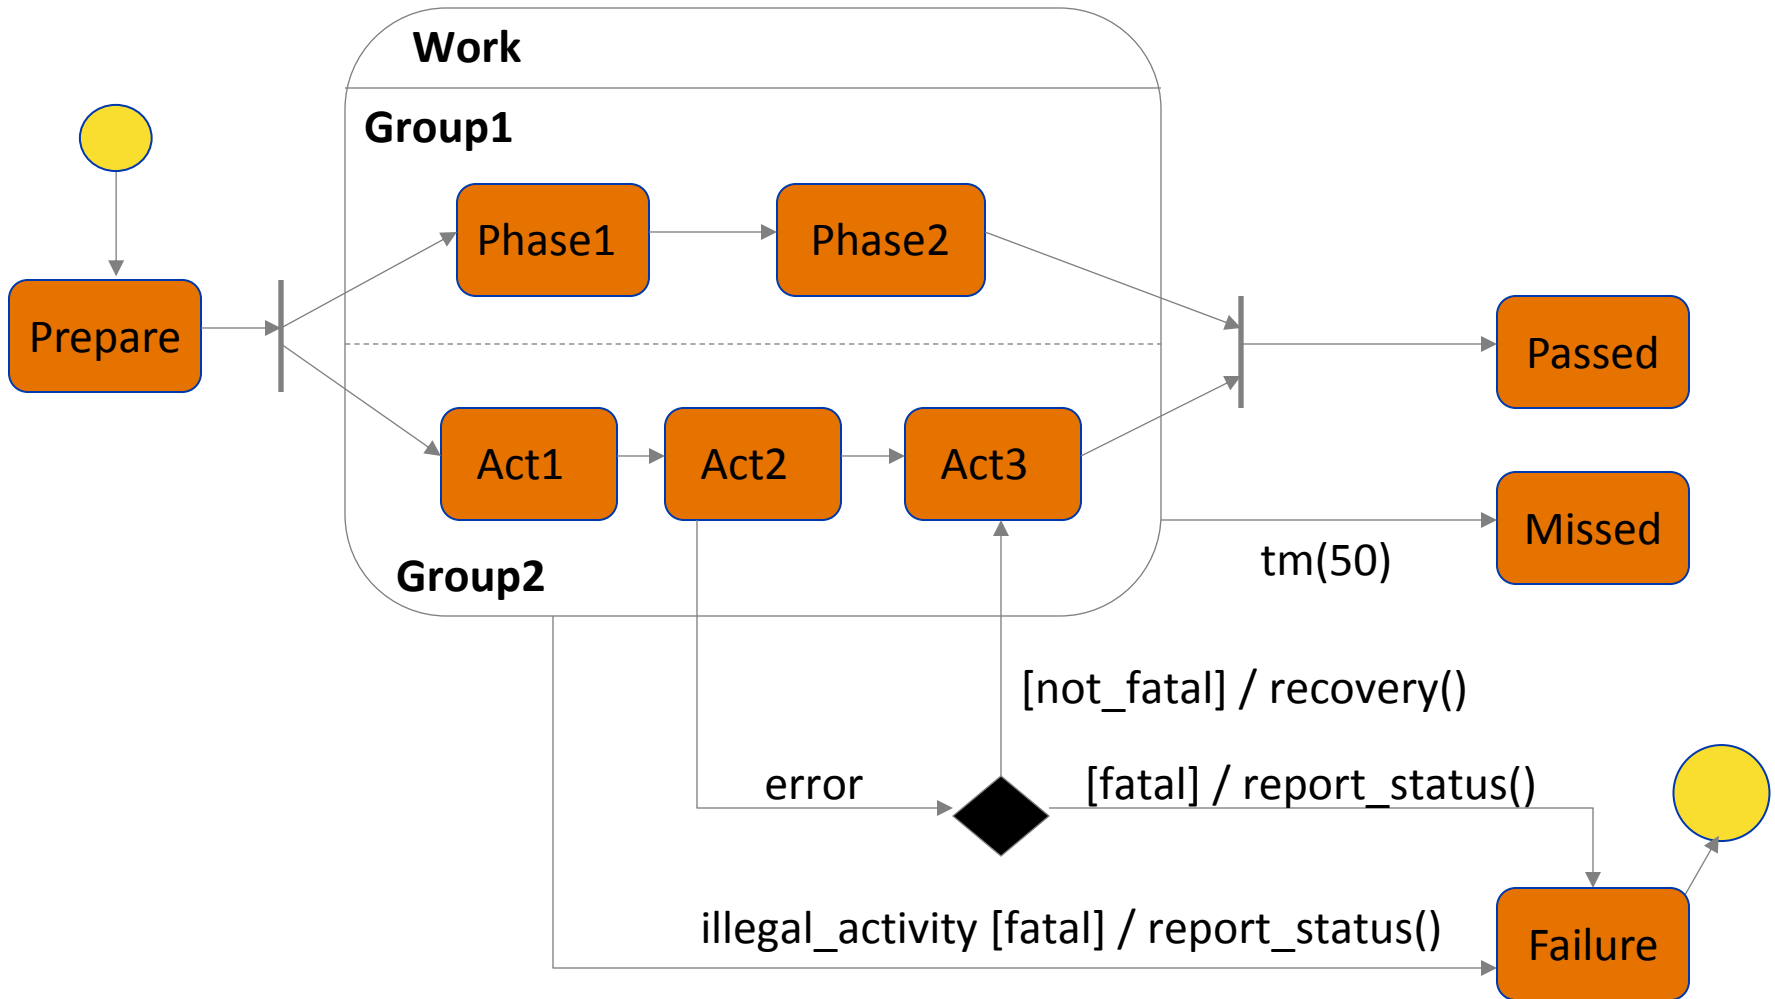 Work
Group1
Phase1
Phase2
Prepare
Passed
Act1
Act2
Act3
Missed
tm(50)
Group2
[not_fatal] / recovery()
error
[fatal] / report_status()
illegal_activity [fatal] / report_status()
Failure